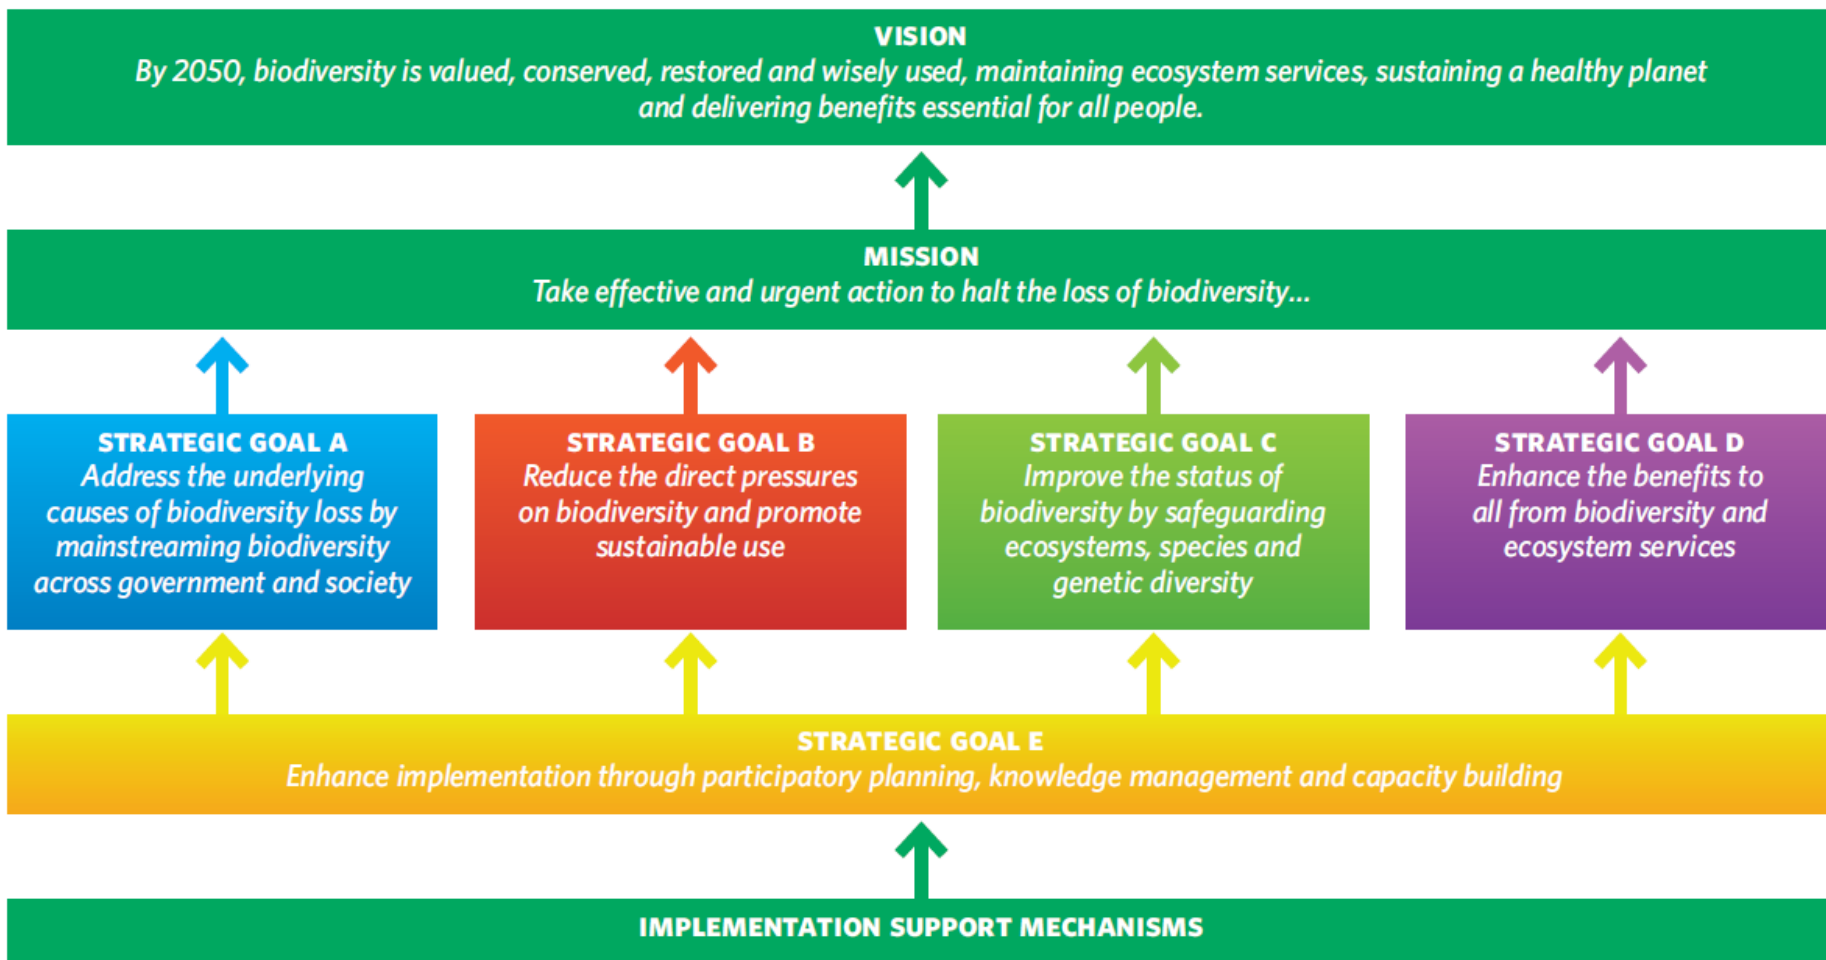 VISION
By 2050, biodiversity is valued, conserved, restored and wisely used, maintaining ecosystem services, sustaining a healthy planet
and delivering benefits essential for all people.
MISSION
Take effective and urgent action to halt the loss of biodiversity...
STRATEGIC GOAL A
Address the underlying
causes of biodiversity loss by
mainstreaming biodiversity
across government and society
STRATEGIC GOAL B
Reduce the direct pressures
on biodiversity and promote
sustainable use
STRATEGIC GOAL C
Improve the status of
biodiversity by safeguarding
ecosystems, species and
genetic diversity
STRATEGIC GOAL D
Enhance the benefits to
all from biodiversity and
ecosystem services
STRATEGIC GOAL E
Enhance implementation through participatory planning, knowledge management and capacity building
IMPLEMENTATION SUPPORT MECHANISMS